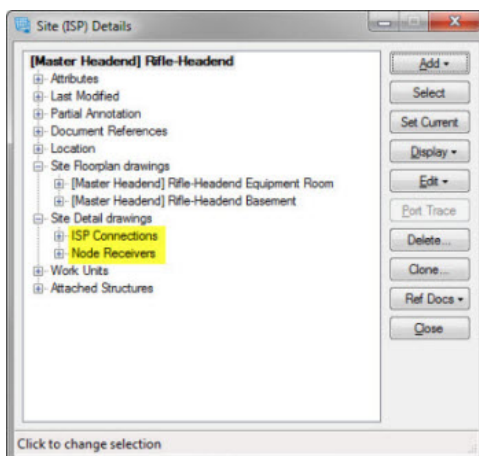 Site (ISP) Details
[Master Headend] Rifle-Headend
Attributes
Last Modified
Partial Annotation
Document References
Location
Site Floorplan drawings
[Master Headend] Rifle-Headend Equipment Room
[Master Headend] Rifle-Headend Basement
Site Detail drawings
ISP Connections
Node Receivers
Work Units
Attached Structures
Add
Select
Set Current
Display
Edit
Port Trace
Delete...
Clone...
Ref Docs
Close
Click to change selection